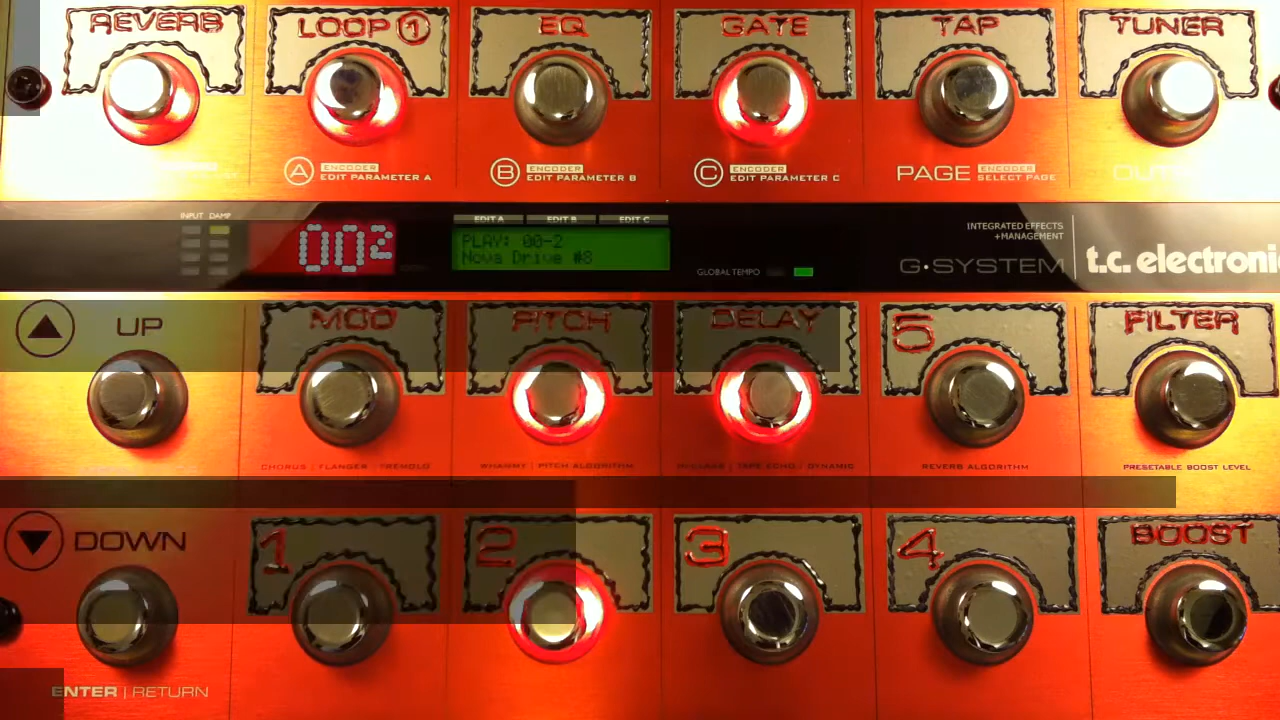 REVERB LOOP 1 EQ GATE TAP TUNER
A ENCODER EDIT PARAMETER A B ENCODER EDIT PARAMETER B C ENCODER EDIT PARAMETER C PAGE ENCODER SELECT PAGE
INPUT DAMP
EDIT A EDIT B EDIT C
002
PLAY: 00-2
Nova Drive #8
GLOBAL TEMPO
INTEGRATED EFFECTS
+MANAGEMENT
G·SYSTEM
t.c. electronic
UP MOD PITCH DELAY 5 FILTER
CHORUS | FLANGER | TREMOLO WHAMMY | PITCH ALGORITHM TAPE ECHO / DYNAMIC REVERB ALGORITHM PRESETABLE BOOST LEVEL
DOWN 1 2 3 4 BOOST
ENTER | RETURN